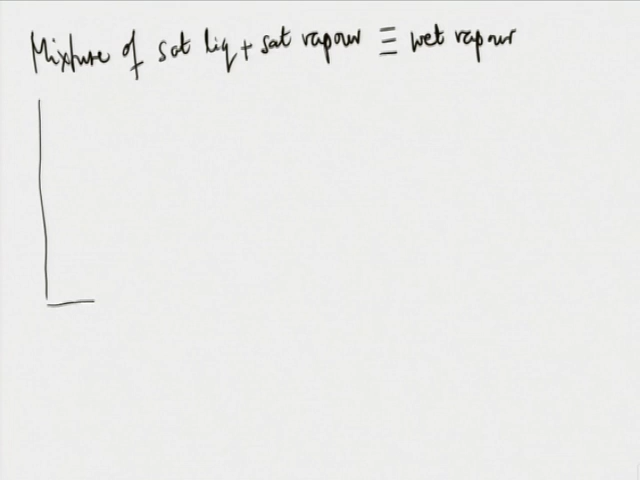 Mixture of sat liq + sat vapour ≡ wet vapour